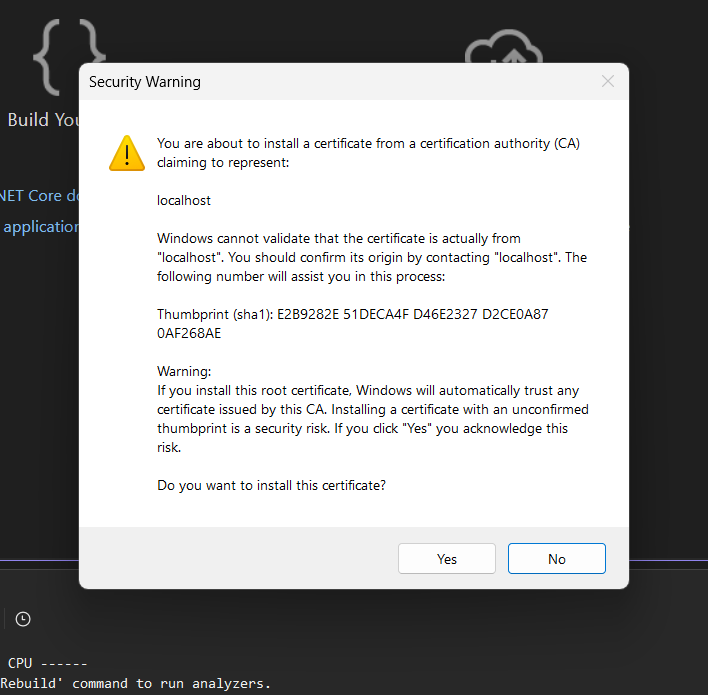 { }
Security Warning
Build You
You are about to install a certificate from a certification authority (CA)
claiming to represent:
localhost
NET Core do
application
Windows cannot validate that the certificate is actually from
"localhost". You should confirm its origin by contacting "localhost". The
following number will assist you in this process:
Thumbprint (sha1): E2B9282E 51DECA4F D46E2327 D2CE0A87
0AF268AE
Warning:
If you install this root certificate, Windows will automatically trust any
certificate issued by this CA. Installing a certificate with an unconfirmed
thumbprint is a security risk. If you click "Yes" you acknowledge this
risk.
Do you want to install this certificate?
Yes
No
CPU ------
Rebuild' command to run analyzers.